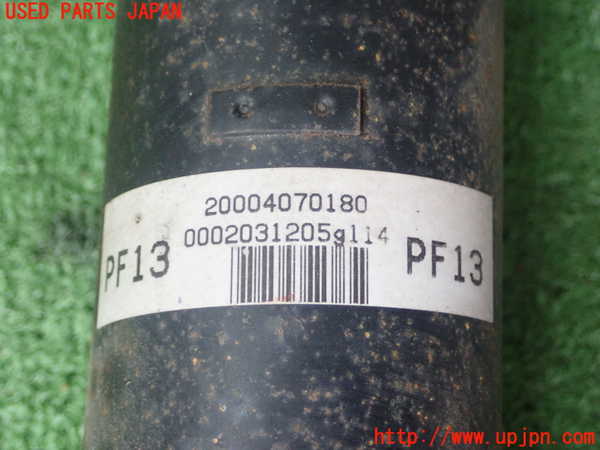 USED PARTS JAPAN
20004070180
0002031205g114
PF13
PF13
http://www.upjpn.com/